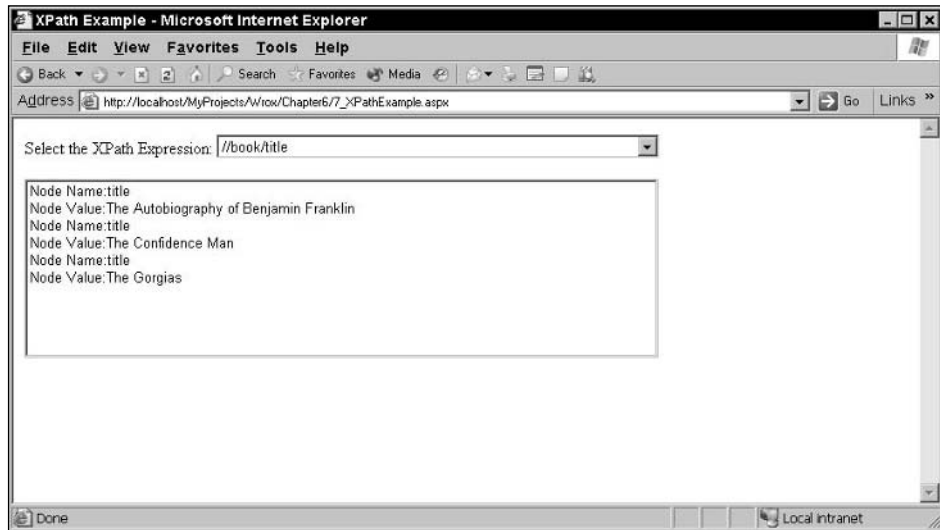 XPath Example - Microsoft Internet Explorer
File Edit View Favorites Tools Help
Back Search Favorites Media
Address http://localhost/MyProjects/Wrox/Chapter6/7_XPathExample.aspx Go Links »
Select the XPath Expression: //book/title
Node Name:title
Node Value:The Autobiography of Benjamin Franklin
Node Name:title
Node Value:The Confidence Man
Node Name:title
Node Value:The Gorgias
Done Local intranet